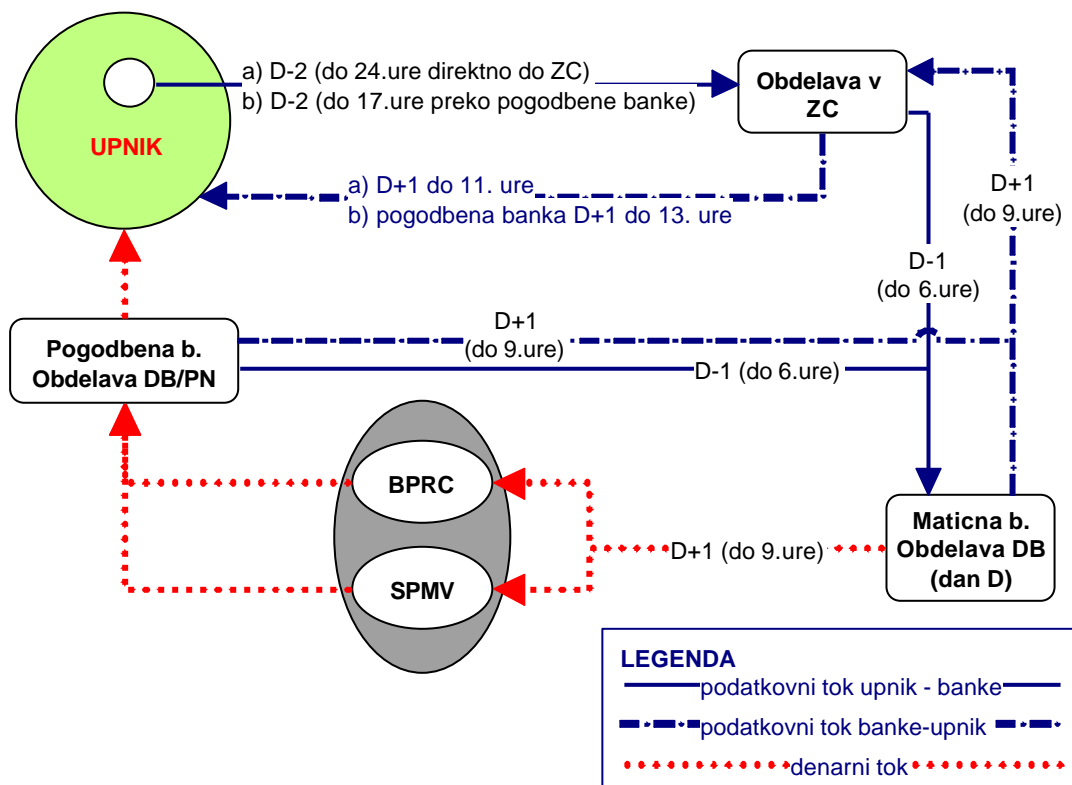 a) D-2 (do 24.ure direktno do ZC)
b) D-2 (do 17.ure preko pogodbene banke)
Obdelava v
ZC
UPNIK
a) D+1 do 11. ure
b) pogodbena banka D+1 do 13. ure
D+1
(do 9.ure)
D-1
(do 6.ure)
Pogodbena b.
Obdelava DB/PN
D+1
(do 9.ure)
D-1 (do 6.ure)
BPRC
SPMV
D+1 (do 9.ure)
Maticna b.
Obdelava DB
(dan D)
LEGENDA
podatkovni tok upnik - banke
podatkovni tok banke-upnik
denarni tok